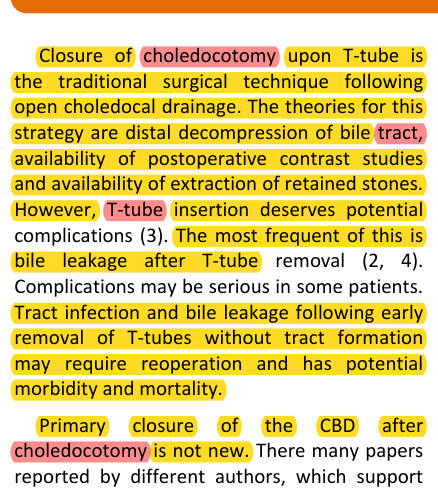 Closure of choledocotomy upon T-tube is
the traditional surgical technique following
open choledocal drainage. The theories for this
strategy are distal decompression of bile tract,
availability of postoperative contrast studies
and availability of extraction of retained stones.
However, T-tube insertion deserves potential
complications (3). The most frequent of this is
bile leakage after T-tube removal (2, 4).
Complications may be serious in some patients.
Tract infection and bile leakage following early
removal of T-tubes without tract formation
may require reoperation and has potential
morbidity and mortality.
Primary closure of the CBD after
choledocotomy is not new. There many papers
reported by different authors, which support